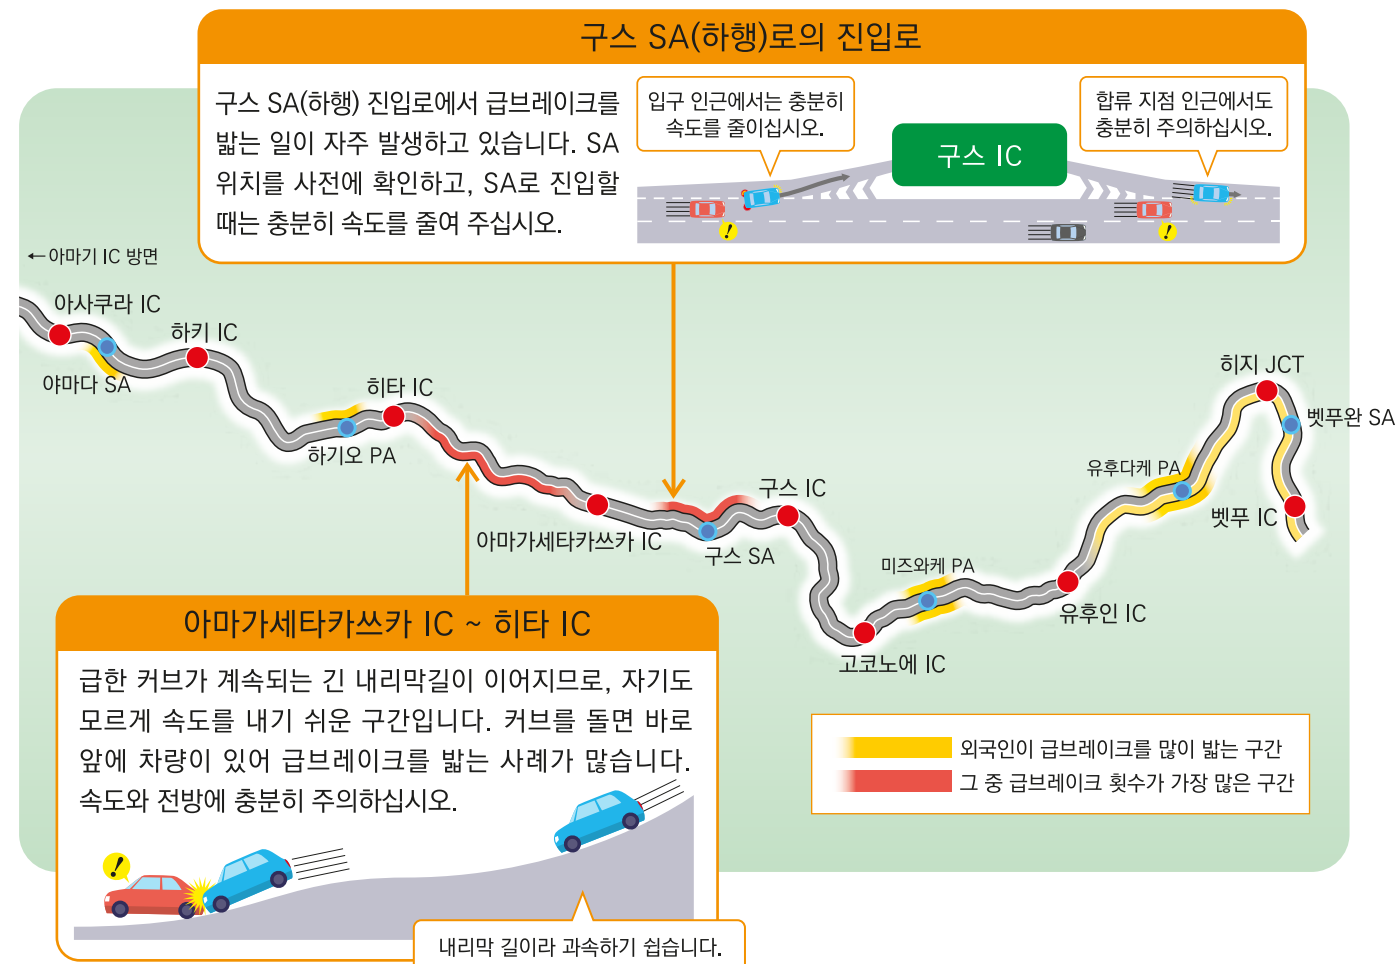 구스 SA(하행)로의 진입로
구스 SA(하행) 진입로에서 급브레이크를
밟는 일이 자주 발생하고 있습니다. SA
위치를 사전에 확인하고, SA로 진입할
때는 충분히 속도를 줄여 주십시오.
입구 인근에서는 충분히
속도를 줄이십시오.
구스 IC
합류 지점 인근에서도
충분히 주의하십시오.
←아마기 IC 방면
아사쿠라 IC
야마다 SA
하키 IC
하기오 PA
히타 IC
아마가세타카쓰카 IC
구스 SA
구스 IC
고코노에 IC
미즈와케 PA
유후인 IC
유후다케 PA
히지 JCT
벳푸완 SA
벳푸 IC
아마가세타카쓰카 IC ~ 히타 IC
급한 커브가 계속되는 긴 내리막길이 이어지므로, 자기도
모르게 속도를 내기 쉬운 구간입니다. 커브를 돌면 바로
앞에 차량이 있어 급브레이크를 밟는 사례가 많습니다.
속도와 전방에 충분히 주의하십시오.
!
내리막 길이라 과속하기 쉽습니다.
외국인이 급브레이크를 많이 밟는 구간
그 중 급브레이크 횟수가 가장 많은 구간